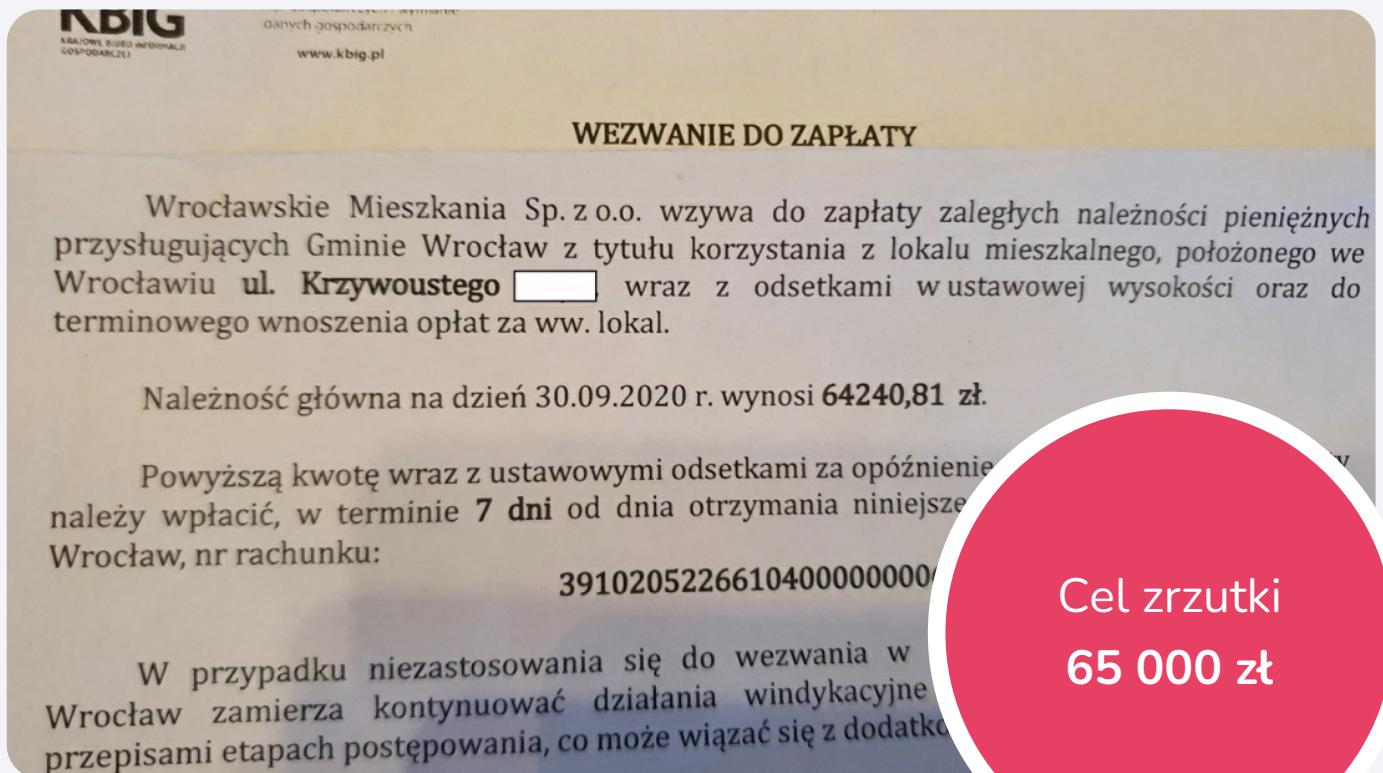 KBIG
KRAJOWE BIURO INFORMACJI
GOSPODARCZEJ
danych gospodarczych
www.kbig.pl
WEZWANIE DO ZAPŁATY
Wrocławskie Mieszkania Sp. z o.o. wzywa do zapłaty zaległych należności pieniężnych
przysługujących Gminie Wrocław z tytułu korzystania z lokalu mieszkalnego, położonego we
Wrocławiu ul. Krzywoustego wraz z odsetkami w ustawowej wysokości oraz do
terminowego wnoszenia opłat za ww. lokal.
Należność główna na dzień 30.09.2020 r. wynosi 64240,81 zł.
Powyższą kwotę wraz z ustawowymi odsetkami za opóźnienie
należy wpłacić, w terminie 7 dni od dnia otrzymania
Wrocław, nr rachunku:
W przypadku niezastosowania się do wezwania w
Wrocław zamierza kontynuować działania windykacyjne
przepisami etapach postępowania, co może wiązać się z
Cel zrzutki
65 000 zł